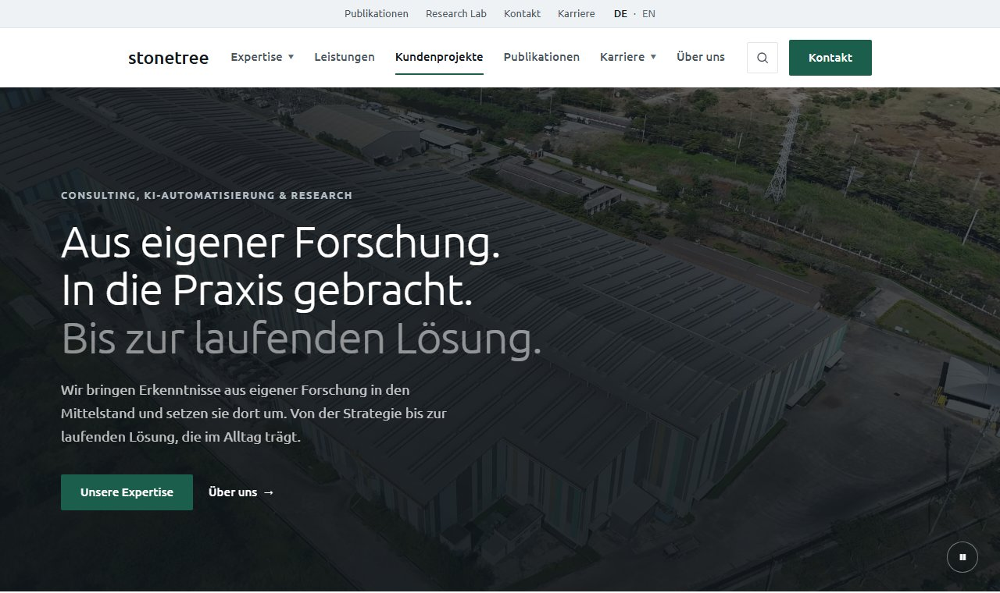 Publikationen Research Lab Kontakt Karriere DE · EN
stonetree Expertise ▼ Leistungen Kundenprojekte Publikationen Karriere ▼ Über uns Kontakt
CONSULTING, KI-AUTOMATISIERUNG & RESEARCH
Aus eigener Forschung.
In die Praxis gebracht.
Bis zur laufenden Lösung.
Wir bringen Erkenntnisse aus eigener Forschung in den
Mittelstand und setzen sie dort um. Von der Strategie bis zur
laufenden Lösung, die im Alltag trägt.
Unsere Expertise Über uns →